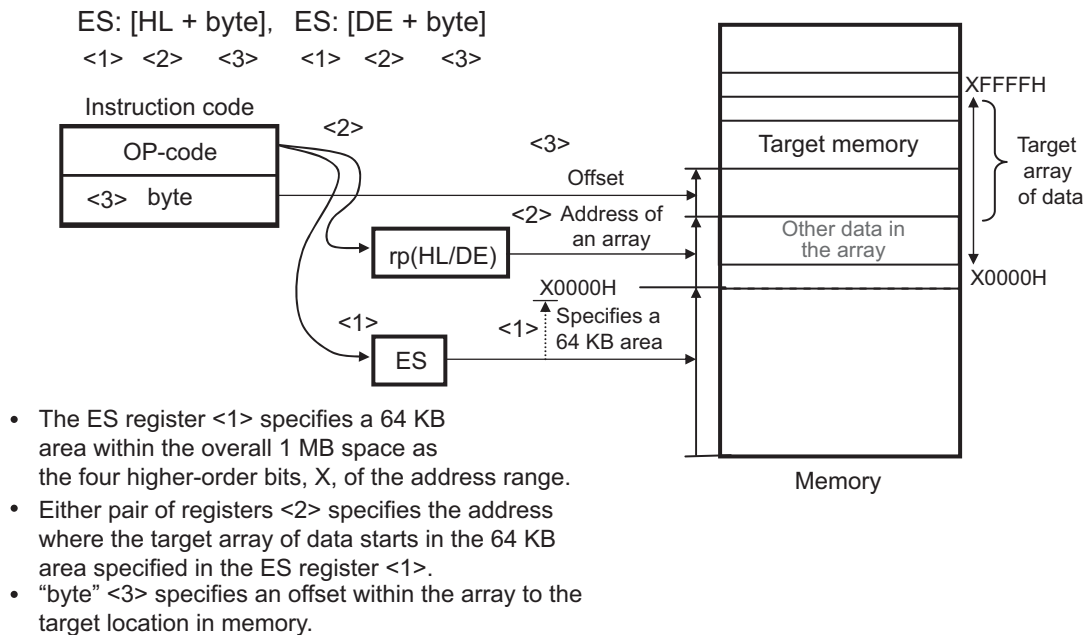 ES: [HL + byte], ES: [DE + byte]
<1> <2> <3> <1> <2> <3>
Instruction code
OP-code
<3> byte
<2>
<3>
Offset
<2> Address of
an array
rp(HL/DE)
X0000H
<1> Specifies a
64 KB area
<1>
ES
XFFFFH
Target memory
Target
array
of data
Other data in
the array
X0000H
Memory
• The ES register <1> specifies a 64 KB
area within the overall 1 MB space as
the four higher-order bits, X, of the address range.
• Either pair of registers <2> specifies the address
where the target array of data starts in the 64 KB
area specified in the ES register <1>.
• “byte” <3> specifies an offset within the array to the
target location in memory.